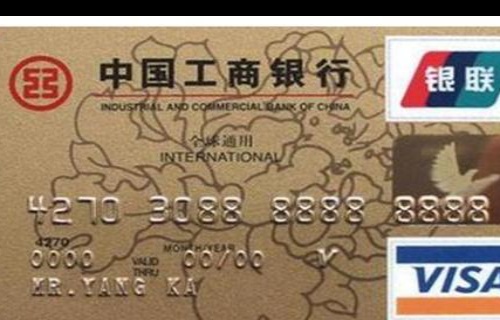 中国工商银行
INDUSTRIAL AND COMMERCIAL BANK OF CHINA
银联
全球通用
INTERNATIONAL
4270 3088 8888 8888
4270
MONTH/YEAR
0000 VALID THRU 00/00 V
MR.YANG KA
VISA